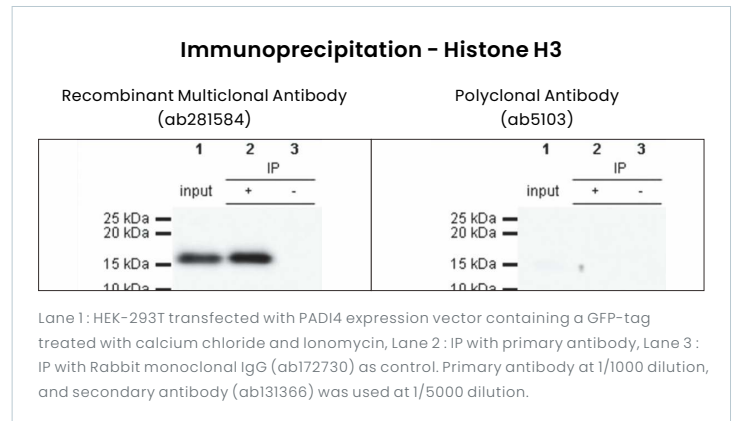 Immunoprecipitation - Histone H3
Recombinant Multiclonal Antibody
(ab281584)
Polyclonal Antibody
(ab5103)
1 2 3
IP
input + -
25 kDa
20 kDa
15 kDa
10 kDa
1 2 3
IP
input + -
25 kDa
20 kDa
15 kDa
10 kDa
Lane 1 : HEK-293T transfected with PADI4 expression vector containing a GFP-tag
treated with calcium chloride and Ionomycin, Lane 2 : IP with primary antibody, Lane 3 :
IP with Rabbit monoclonal IgG (ab172730) as control. Primary antibody at 1/1000 dilution,
and secondary antibody (ab131366) was used at 1/5000 dilution.